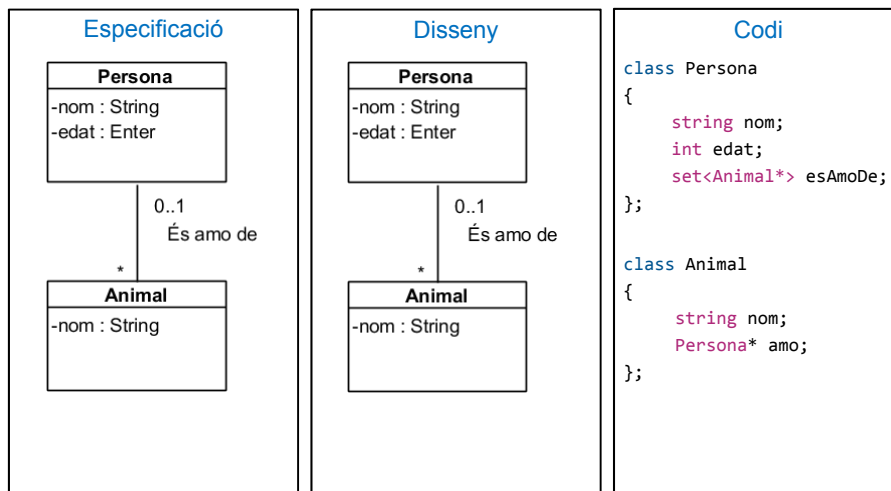 Especificació
Persona
-nom : String
-edat : Enter
0..1
És amo de
*
Animal
-nom : String
Disseny
Persona
-nom : String
-edat : Enter
0..1
És amo de
*
Animal
-nom : String
Codi
class Persona
{
string nom;
int edat;
set<Animal*> esAmoDe;
};
class Animal
{
string nom;
Persona* amo;
};